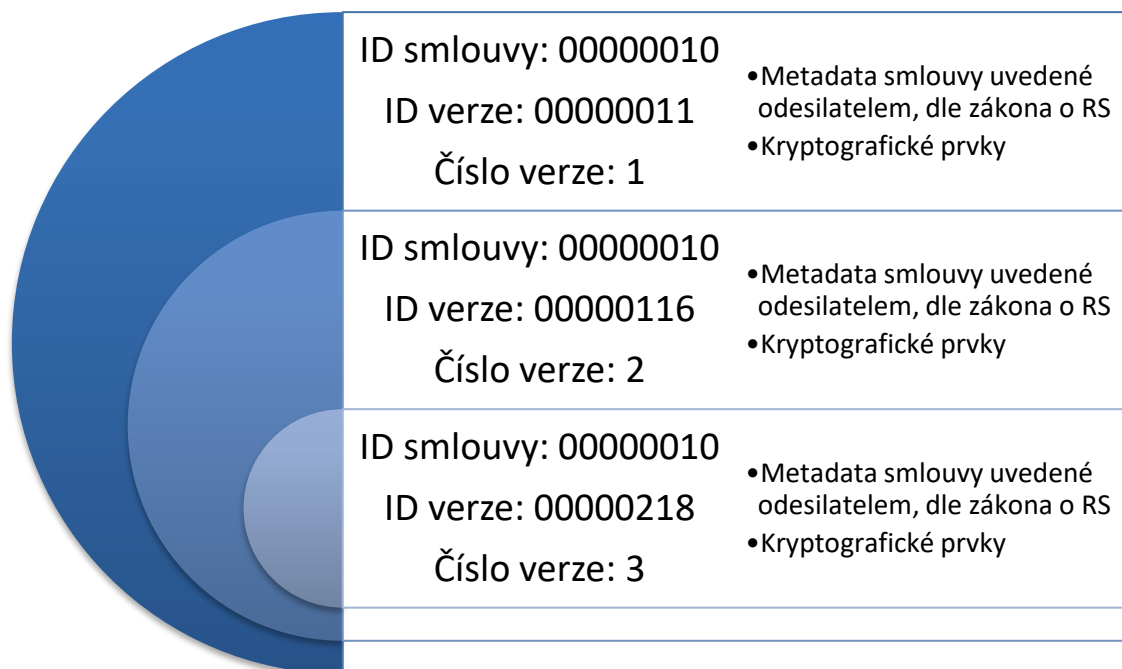 ID smlouvy: 00000010
ID verze: 00000011
Číslo verze: 1
•Metadata smlouvy uvedené
odesilatelem, dle zákona o RS
•Kryptografické prvky
ID smlouvy: 00000010
ID verze: 00000116
Číslo verze: 2
•Metadata smlouvy uvedené
odesilatelem, dle zákona o RS
•Kryptografické prvky
ID smlouvy: 00000010
ID verze: 00000218
Číslo verze: 3
•Metadata smlouvy uvedené
odesilatelem, dle zákona o RS
•Kryptografické prvky